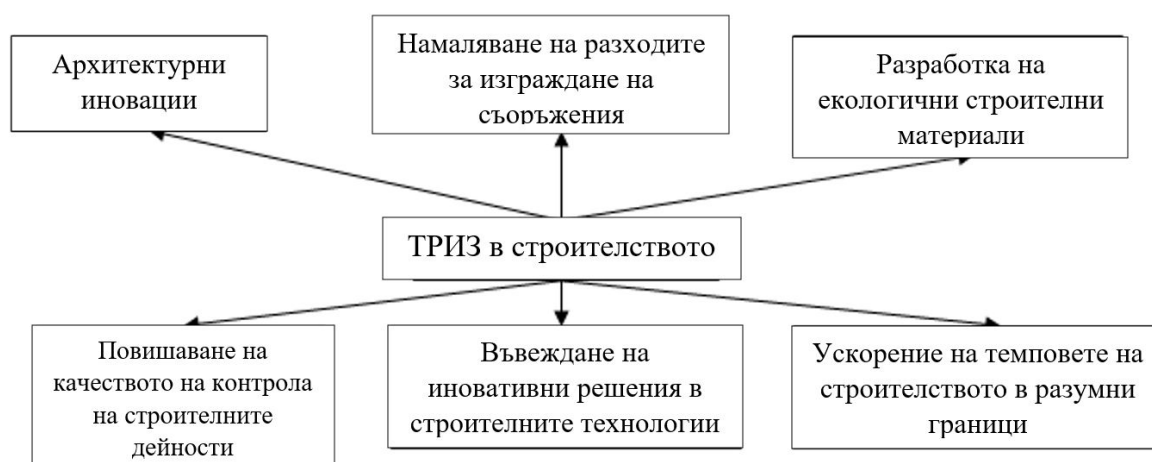 Архитектурни
иновации
Намаляване на разходите
за изграждане на
съоръжения
Разработка на
екологични строителни
материали
ТРИЗ в строителството
Повишаване на
качеството на контрола
на строителните
дейности
Въвеждане на
иновативни решения в
строителните технологии
Ускорение на темповете на
строителството в разумни
граници